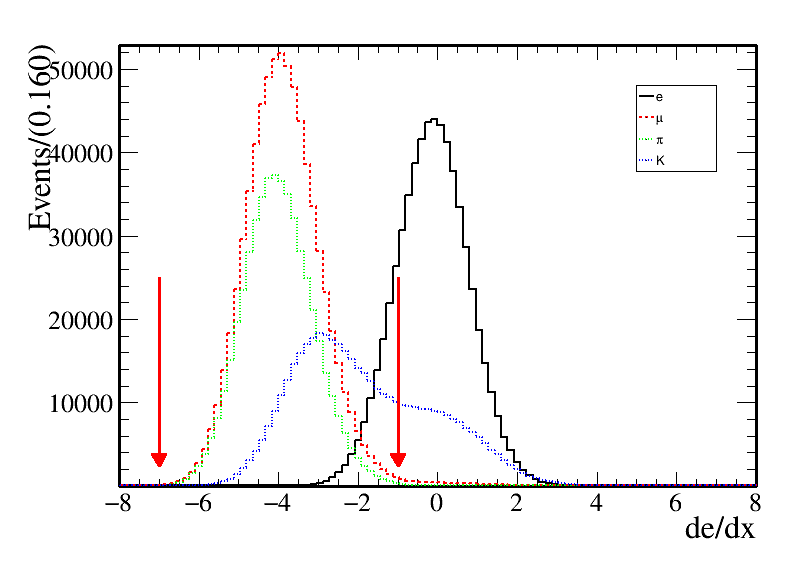 Events/(0.160)
50000
40000
30000
20000
10000
e
μ
π
K
−8 −6 −4 −2 0 2 4 6 8
de/dx